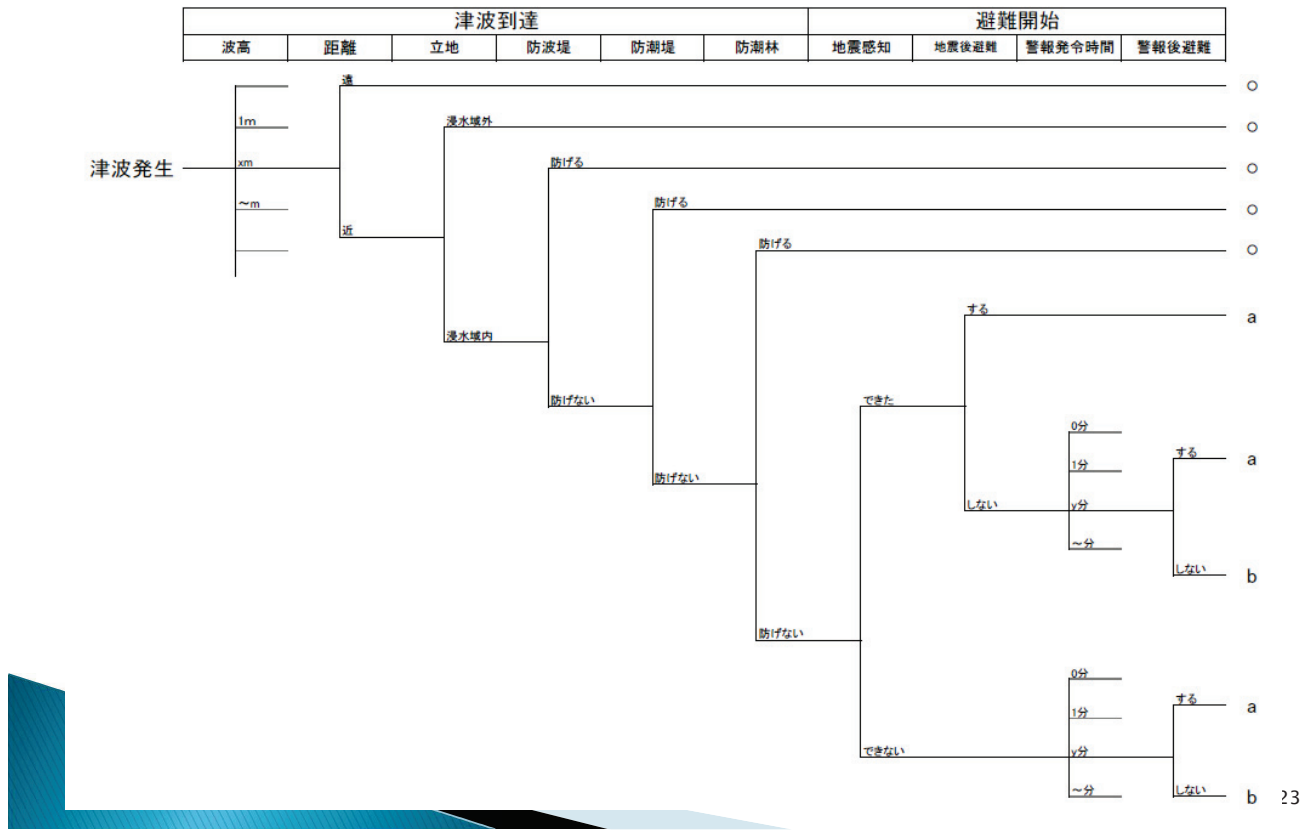 津波到達 避難開始
波高 距離 立地 防波堤 防潮堤 防潮林 地震感知 地震後避難 警報発令時間 警報後避難
遠 ○
1m 浸水域外 ○
津波発生 xm 防げる ○
～m 防げる ○
近 防げる ○
する a
浸水域内
防げない できた
0分
する a
1分
防げない しない y分
～分
しない b
防げない
0分
する a
1分
できない y分
～分 しない b 23